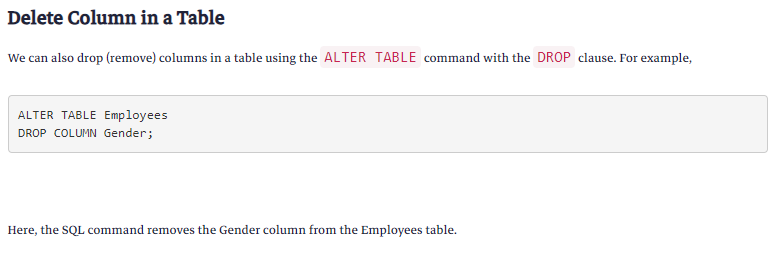 Delete Column in a Table
We can also drop (remove) columns in a table using the ALTER TABLE command with the DROP clause. For example,
ALTER TABLE Employees
DROP COLUMN Gender;
Here, the SQL command removes the Gender column from the Employees table.